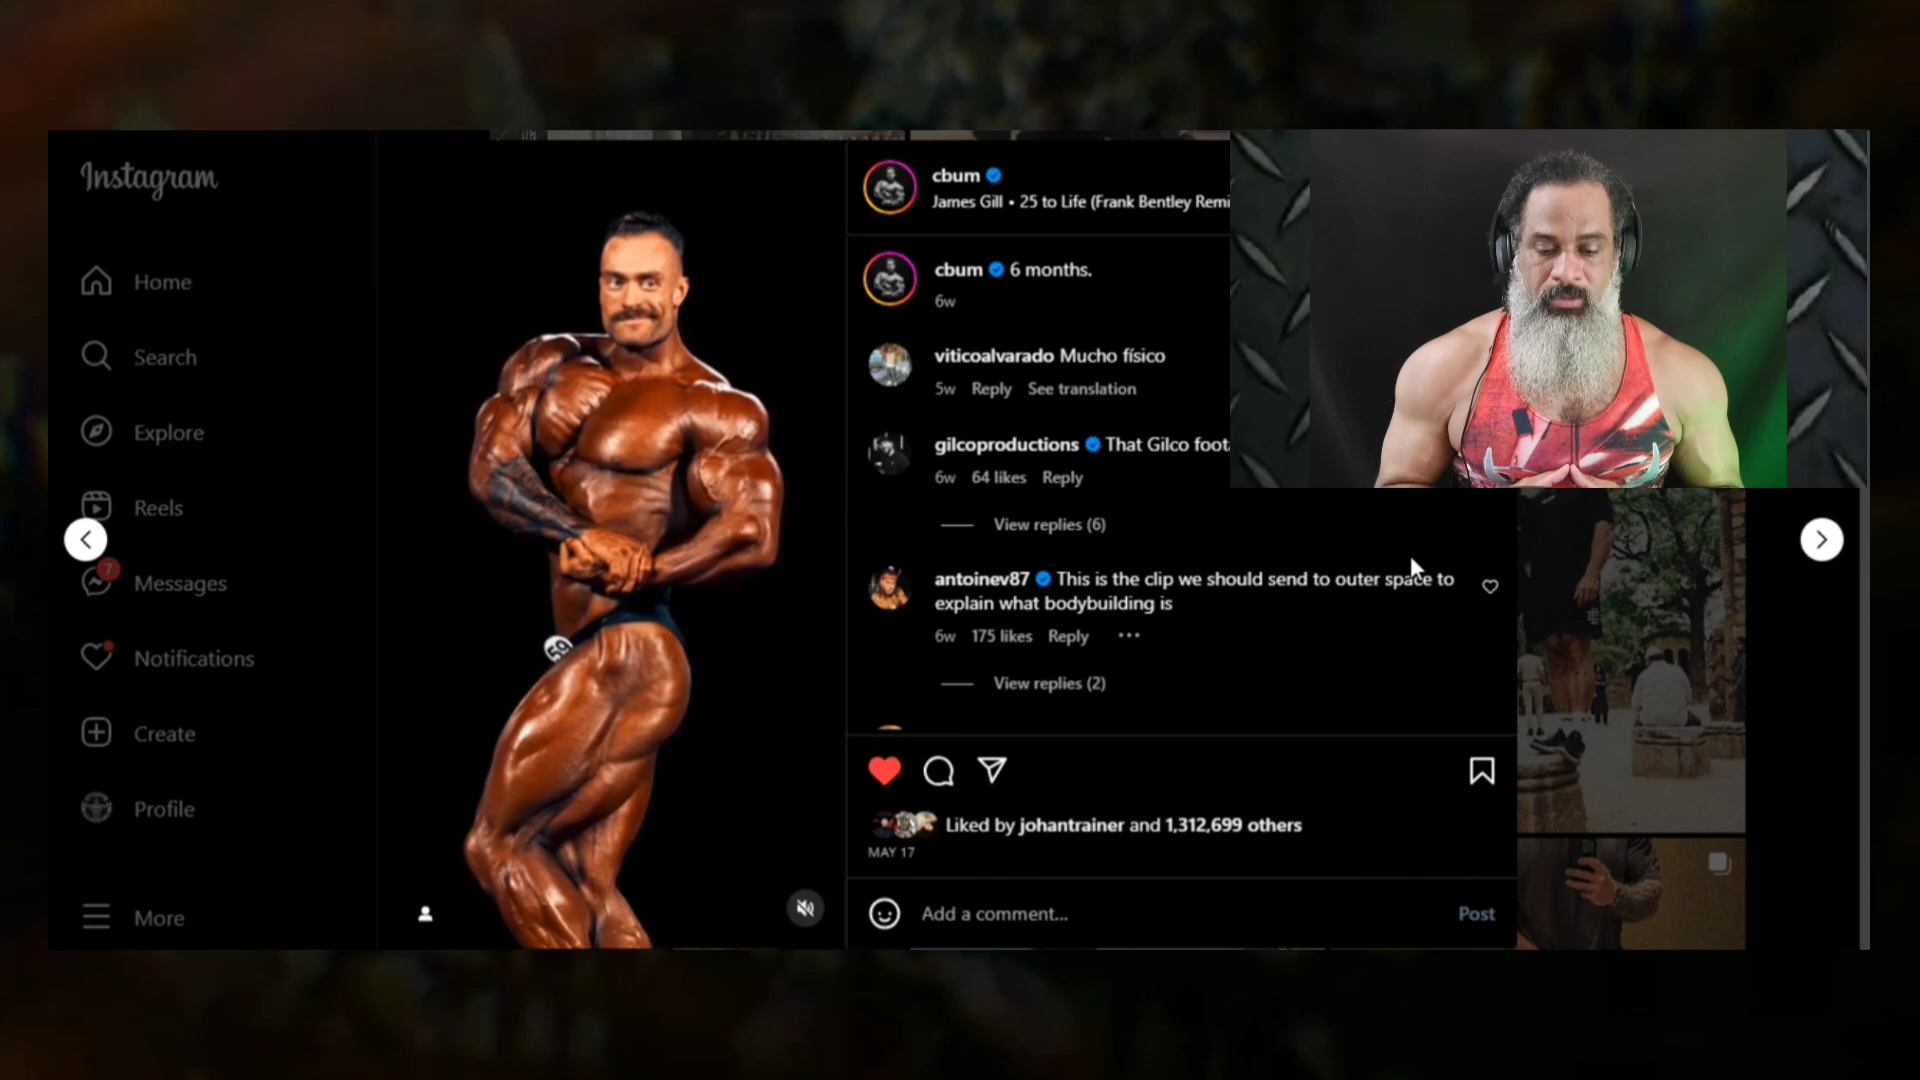 Instagram
Home
Search
Explore
Reels
7
Messages
Notifications
Create
Profile
More
59
cbum
James Gill • 25 to Life (Frank Bentley Remi
cbum 6 months.
6w
viticoalvarado Mucho físico
5w Reply See translation
gilcoproductions That Gilco foot
6w 64 likes Reply
View replies (6)
antoinev87 This is the clip we should send to outer space to
explain what bodybuilding is
6w 175 likes Reply
View replies (2)
Liked by johantrainer and 1,312,699 others
MAY 17
Add a comment...
Post